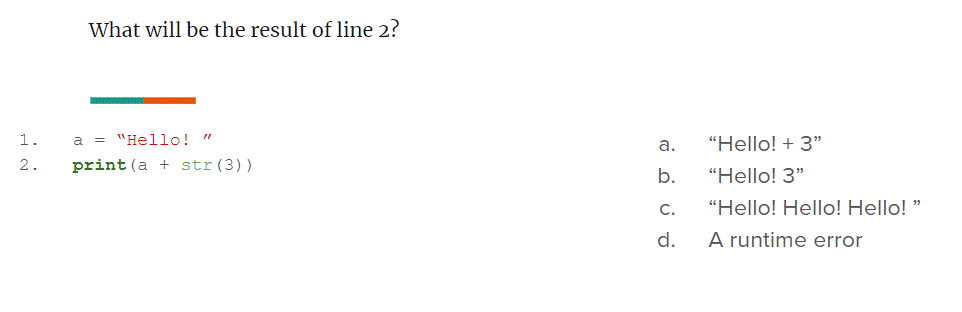 What will be the result of line 2?
1. a = “Hello! ”
2. print(a + str(3))
a. “Hello! + 3”
b. “Hello! 3”
c. “Hello! Hello! Hello! ”
d. A runtime error